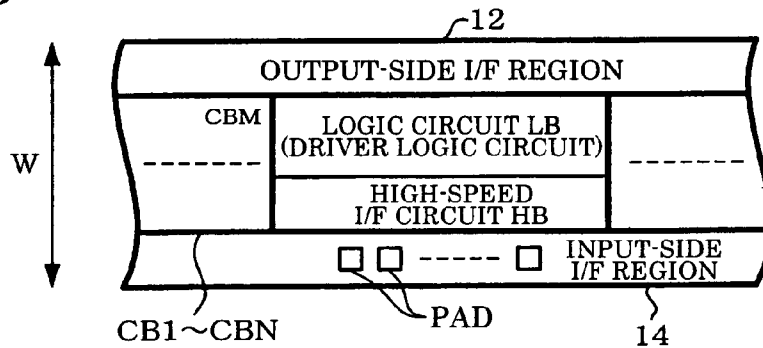 12
OUTPUT-SIDE I/F REGION
W
CBM
LOGIC CIRCUIT LB
(DRIVER LOGIC CIRCUIT)
HIGH-SPEED
I/F CIRCUIT HB
INPUT-SIDE
I/F REGION
CB1~CBN
PAD
14